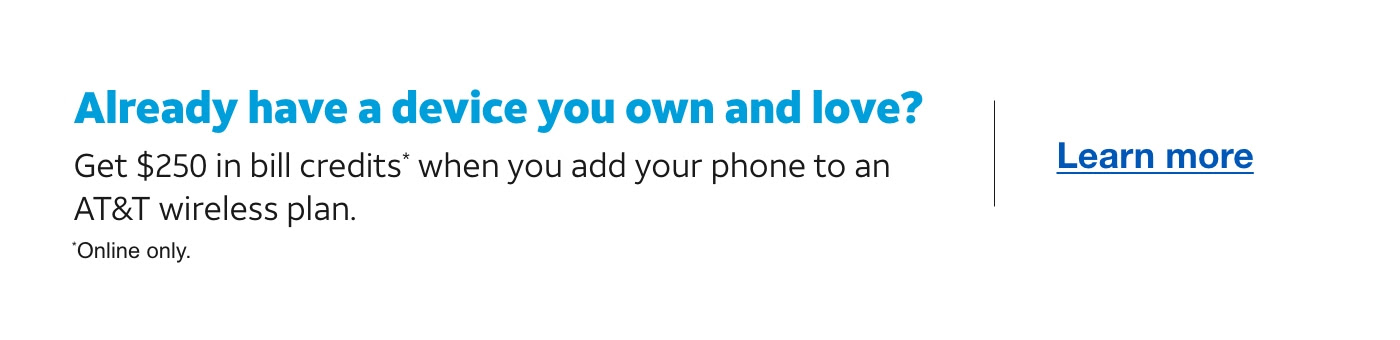 Already have a device you own and love?
Get $250 in bill credits* when you add your phone to an
AT&T wireless plan.
*Online only.
Learn more